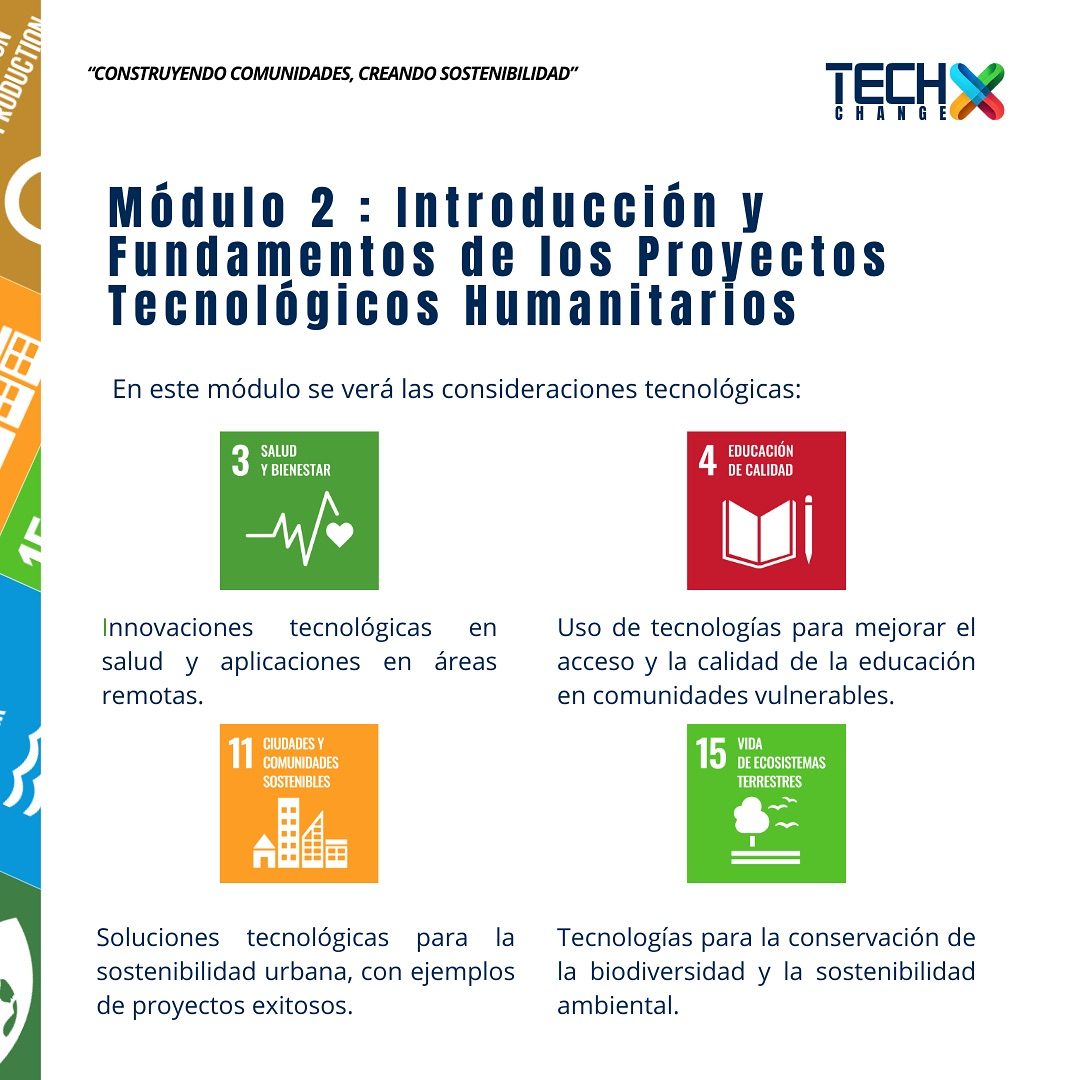 “CONSTRUYENDO COMUNIDADES, CREANDO SOSTENIBILIDAD”
TECH
CHANGE
Módulo 2 : Introducción y
Fundamentos de los Proyectos
Tecnológicos Humanitarios
En este módulo se verá las consideraciones tecnológicas:
3 SALUD
Y BIENESTAR
4 EDUCACIÓN
DE CALIDAD
Innovaciones tecnológicas en
salud y aplicaciones en áreas
remotas.
Uso de tecnologías para mejorar el
acceso y la calidad de la educación
en comunidades vulnerables.
11 CIUDADES Y
COMUNIDADES
SOSTENIBLES
15 VIDA
DE ECOSISTEMAS
TERRESTRES
Soluciones tecnológicas para la
sostenibilidad urbana, con ejemplos
de proyectos exitosos.
Tecnologías para la conservación de
la biodiversidad y la sostenibilidad
ambiental.
PRODUCTION
15